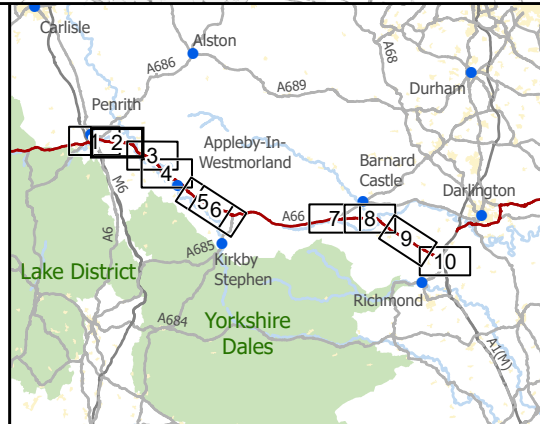 Carlisle
Alston
A686
A68
A689
Durham
Penrith
1
2
3
4
5
6
Appleby-In-
Westmorland
Barnard
Castle
Darlington
M6
A6
A66
7
8
9
10
A685
Kirkby
Stephen
Lake District
Richmond
A684
Yorkshire
Dales
A1(M)